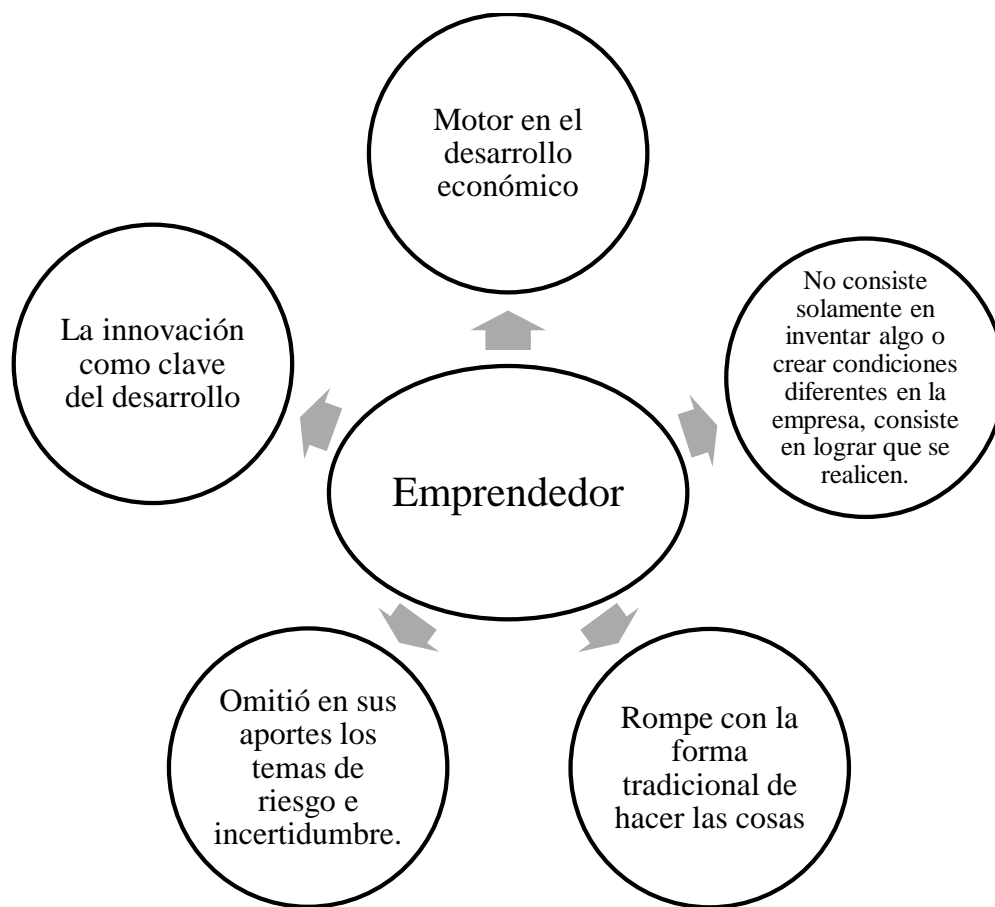 Motor en el
desarrollo
económico
No consiste
solamente en
inventar algo o
crear condiciones
diferentes en la
empresa, consiste
en lograr que se
realicen.
La innovación
como clave
del desarrollo
Emprendedor
Omitió en sus
aportes los
temas de
riesgo e
incertidumbre.
Rompe con la
forma
tradicional de
hacer las cosas